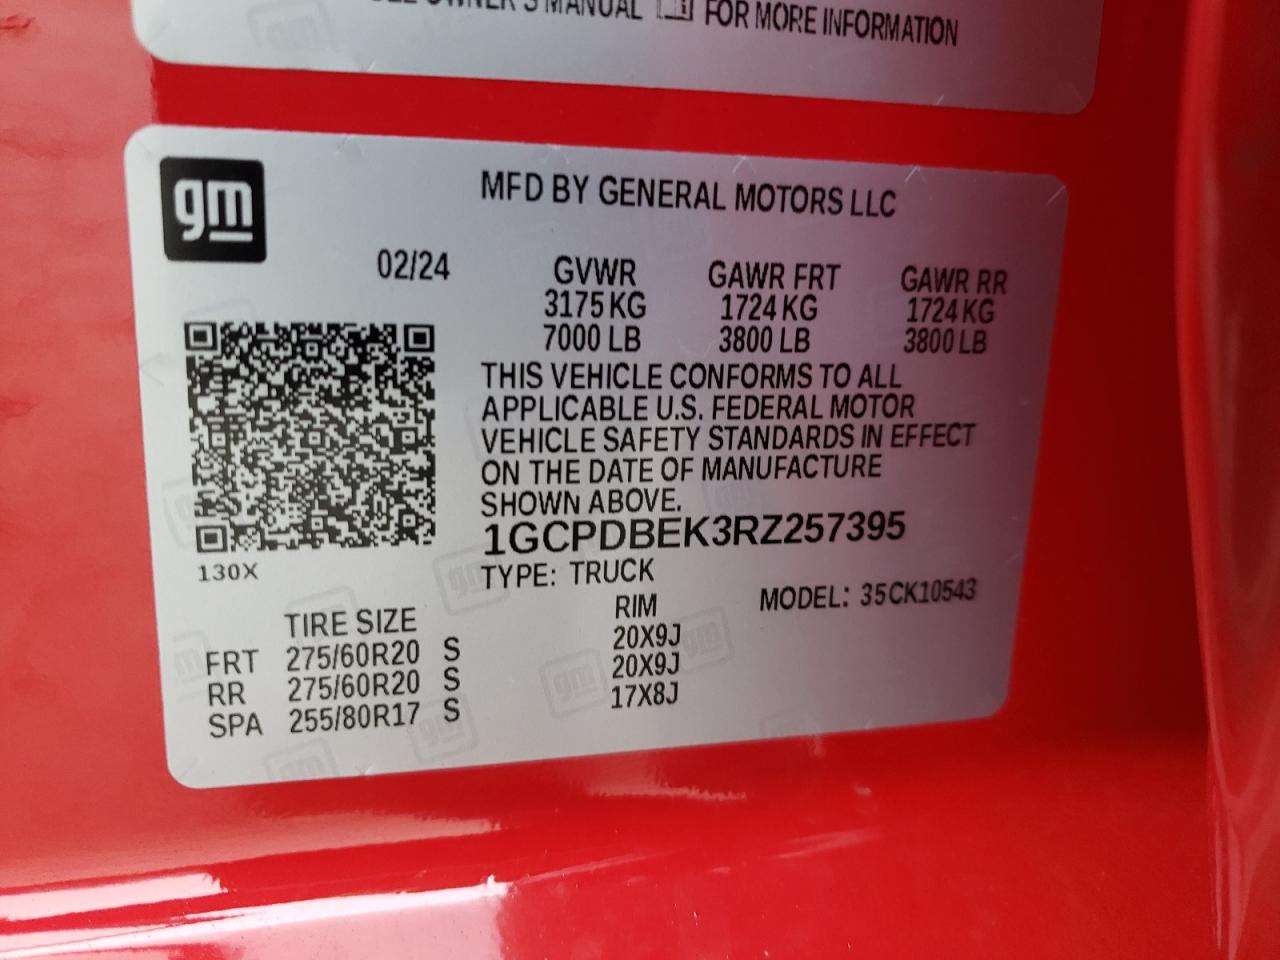 OWNER'S MANUAL FOR MORE INFORMATION
gm
MFD BY GENERAL MOTORS LLC
02/24
GVWR GAWR FRT GAWR RR
3175 KG 1724 KG 1724 KG
7000 LB 3800 LB 3800 LB
THIS VEHICLE CONFORMS TO ALL
APPLICABLE U.S. FEDERAL MOTOR
VEHICLE SAFETY STANDARDS IN EFFECT
ON THE DATE OF MANUFACTURE
SHOWN ABOVE.
1GCPDBEK3RZ257395
130X
TYPE: TRUCK
MODEL: 35CK10543
TIRE SIZE RIM
FRT 275/60R20 S 20X9J
RR 275/60R20 S 20X9J
SPA 255/80R17 S 17X8J